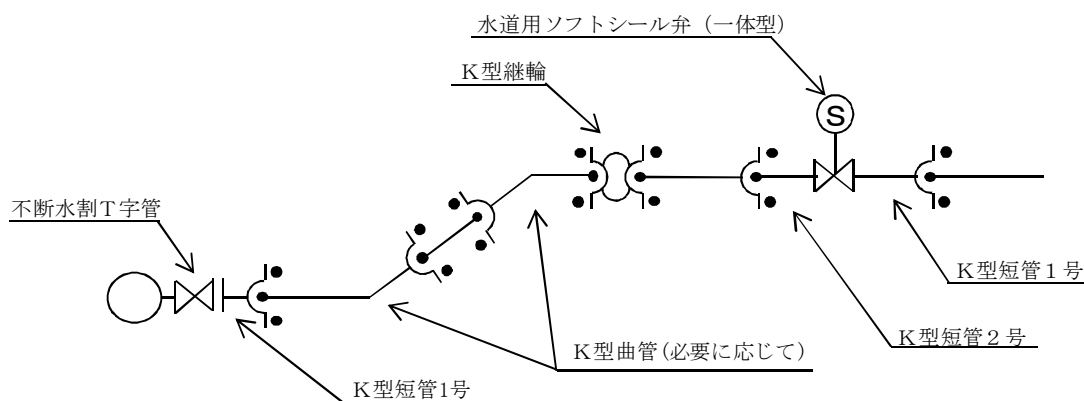 水道用ソフトシール弁（一体型）
Ｋ型継輪
S
不断水割Ｔ字管
Ｋ型短管１号
Ｋ型短管２号
Ｋ型曲管(必要に応じて)
Ｋ型短管1号